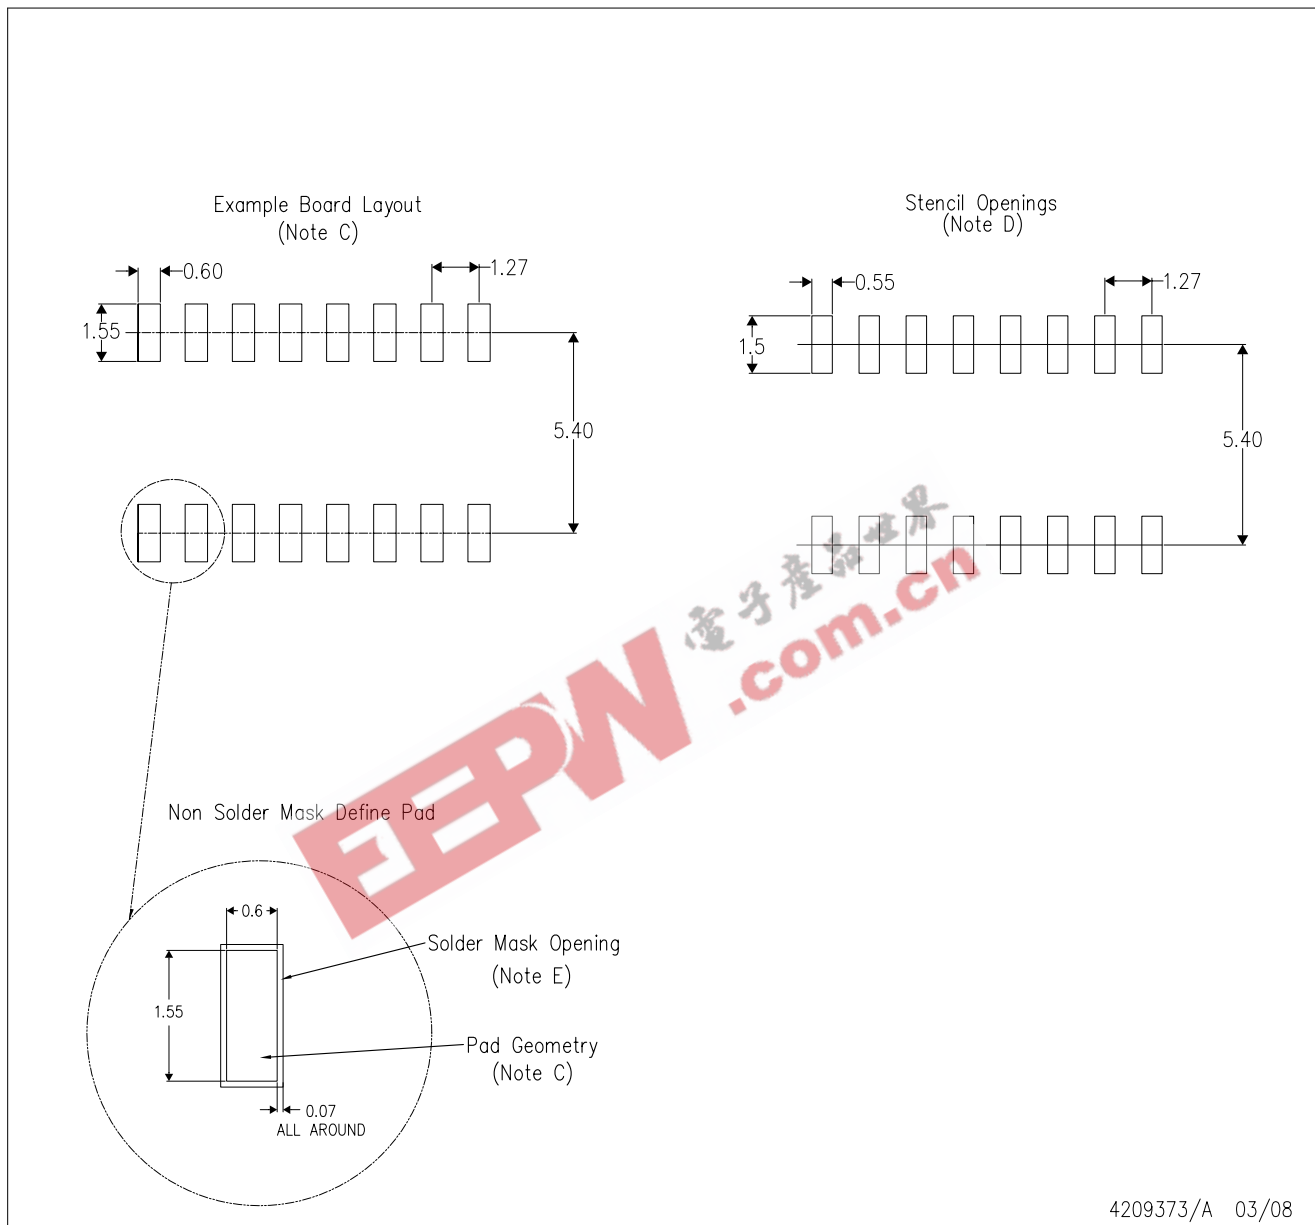 Example Board Layout
(Note C)
0.60
1.27
1.55
5.40
Stencil Openings
(Note D)
0.55
1.27
1.5
5.40
電子產品世界
EEPW
.com.cn
Non Solder Mask Define Pad
0.6
1.55
Solder Mask Opening
(Note E)
Pad Geometry
(Note C)
0.07
ALL AROUND
4209373/A 03/08